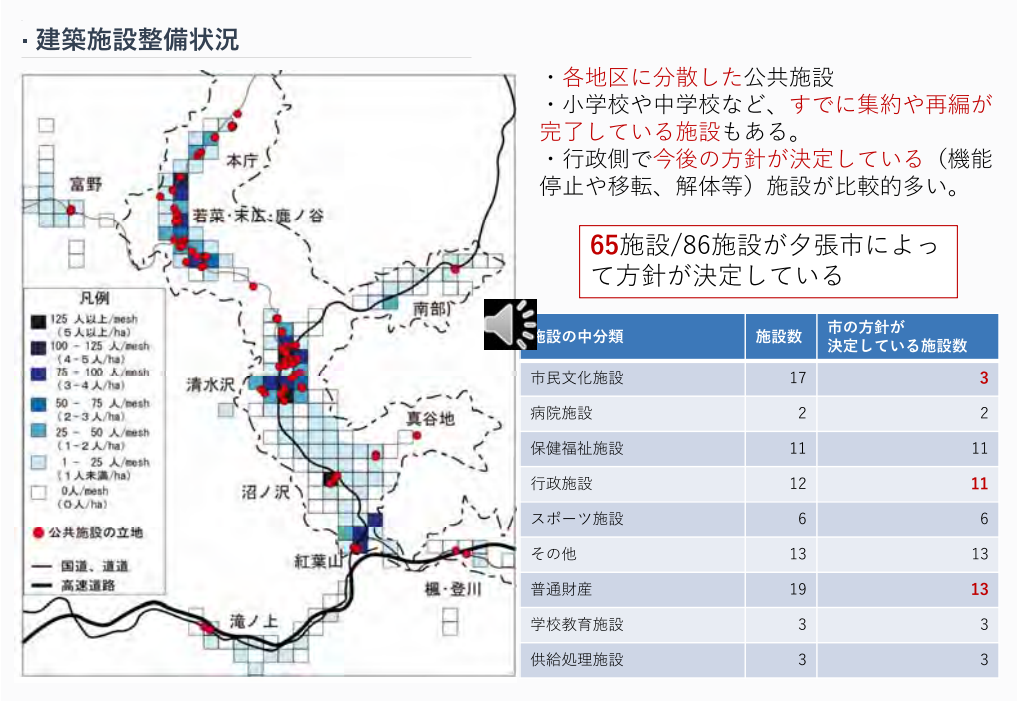 ・建築施設整備状況
・各地区に分散した公共施設
・小学校や中学校など、すでに集約や再編が
完了している施設もある。
・行政側で今後の方針が決定している（機能
停止や移転、解体等）施設が比較的多い。
65施設/86施設が夕張市によっ
て方針が決定している
本庁
富野
若菜・末広・鹿ノ谷
南部
清水沢
真谷地
沼ノ沢
紅葉山
楓・登川
滝ノ上
凡例
125 人以上/mesh
(5人以上/ha)
100 - 125 人/mesh
(4-5人/ha)
75 - 100 人/mesh
(3-4人/ha)
50 - 75 人/mesh
(2-3人/ha)
25 - 50 人/mesh
(1-2人/ha)
1 - 25 人/mesh
(1人未満/ha)
0人/mesh
(0人/ha)
公共施設の立地
国道、道道
高速道路
施設の中分類 施設数 市の方針が
決定している施設数
市民文化施設 17 3
病院施設 2 2
保健福祉施設 11 11
行政施設 12 11
スポーツ施設 6 6
その他 13 13
普通財産 19 13
学校教育施設 3 3
供給処理施設 3 3